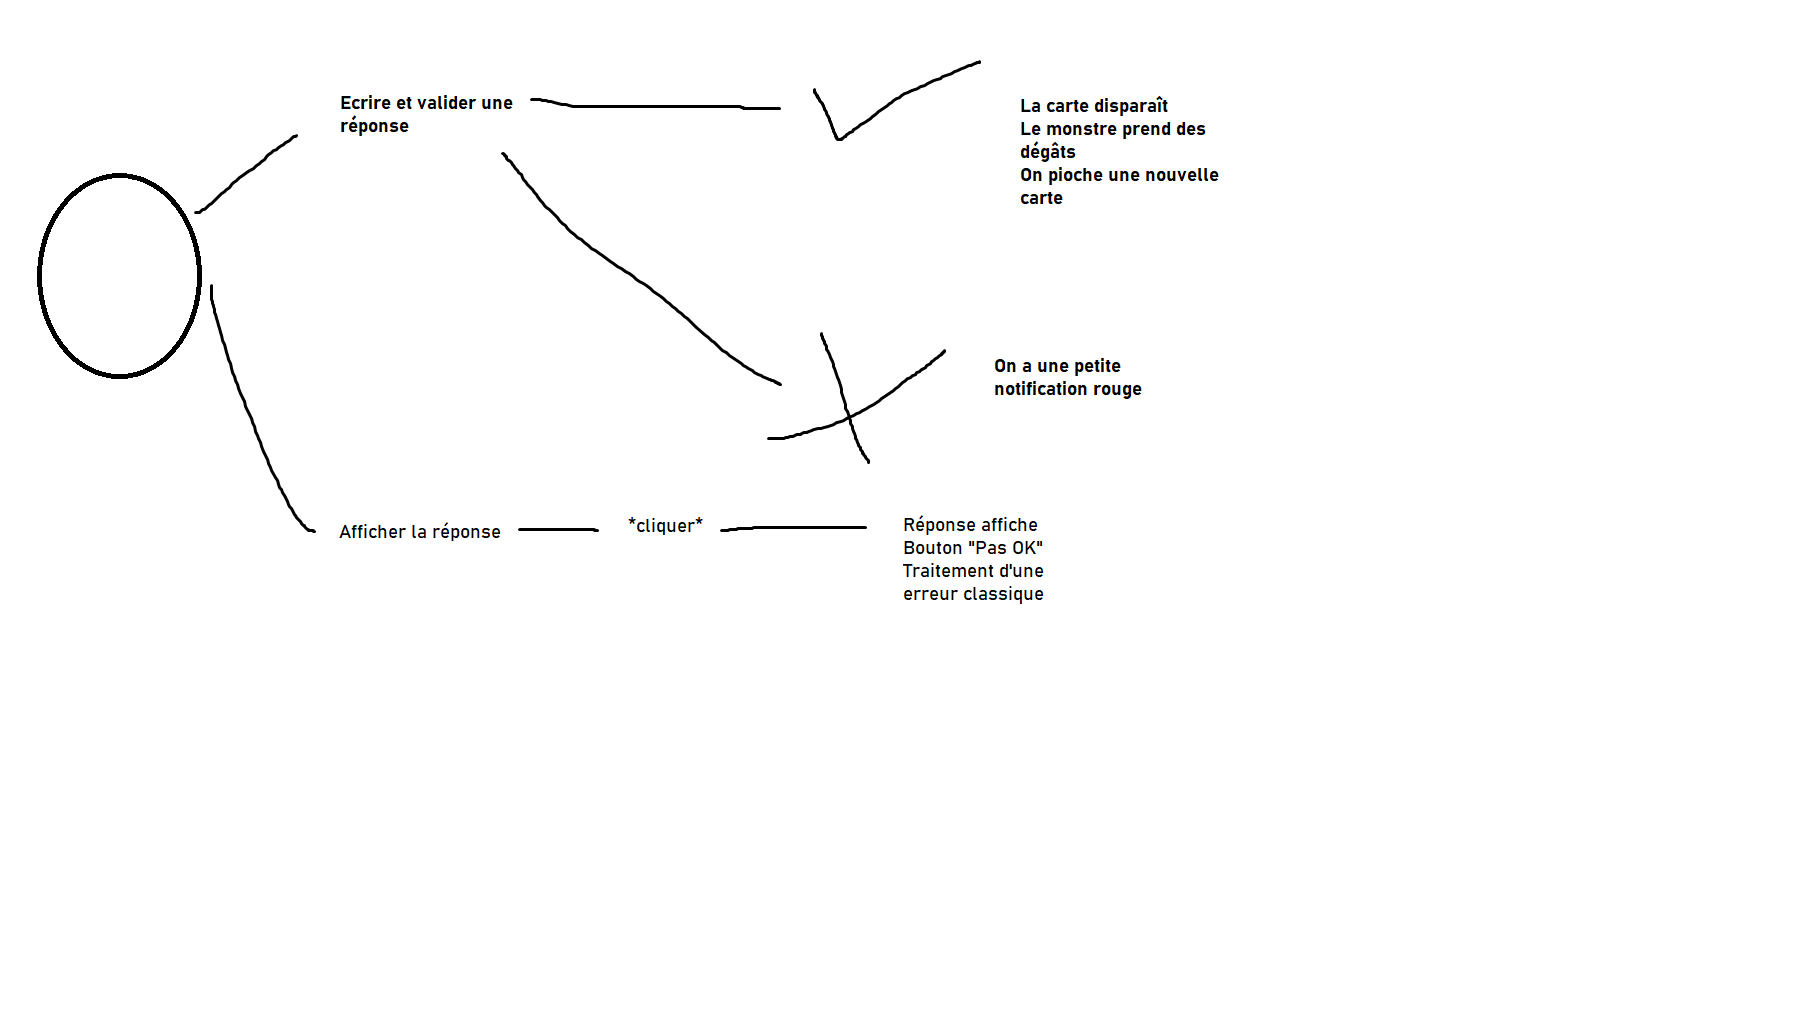 Ecrire et valider une
réponse
La carte disparaît
Le monstre prend des
dégâts
On pioche une nouvelle
carte
On a une petite
notification rouge
Afficher la réponse
*cliquer*
Réponse affiche
Bouton "Pas OK"
Traitement d'une
erreur classique